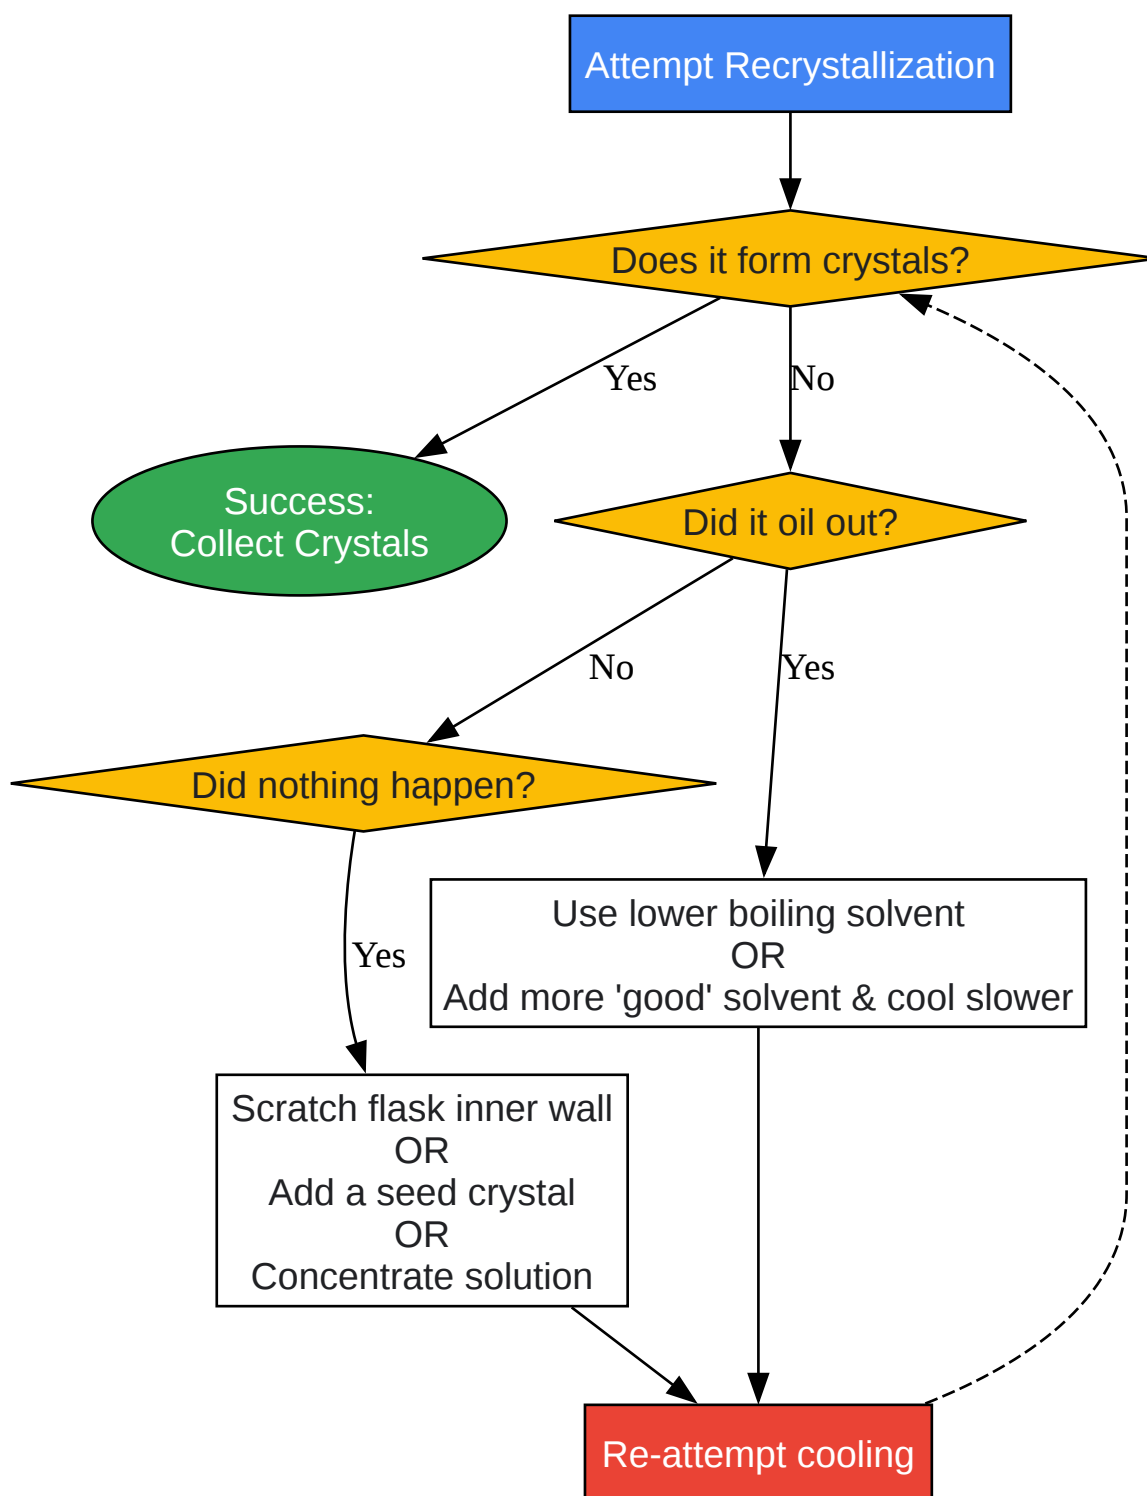 Attempt Recrystallization
Does it form crystals?
Yes
No
Success:
Collect Crystals
Did it oil out?
No
Yes
Did nothing happen?
Use lower boiling solvent
OR
Add more 'good' solvent & cool slower
Yes
Scratch flask inner wall
OR
Add a seed crystal
OR
Concentrate solution
Re-attempt cooling